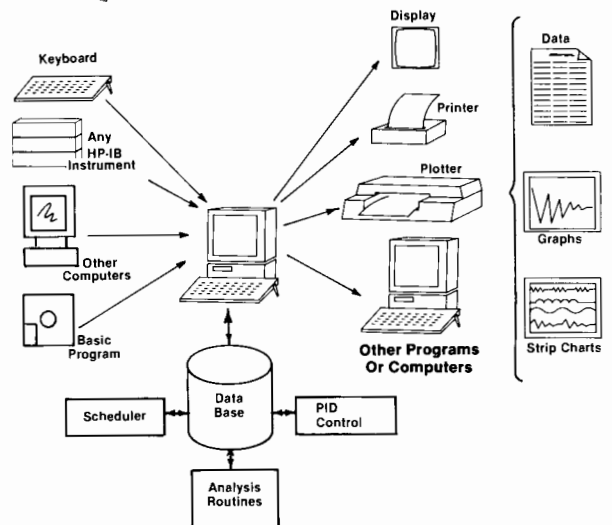 Display
Data
Keyboard
Printer
Any
HP-IB
Instrument
Plotter
Other
Computers
Graphs
Basic
Program
Other Programs
Or Computers
Strip Charts
Scheduler
Data
Base
PID
Control
Analysis
Routines